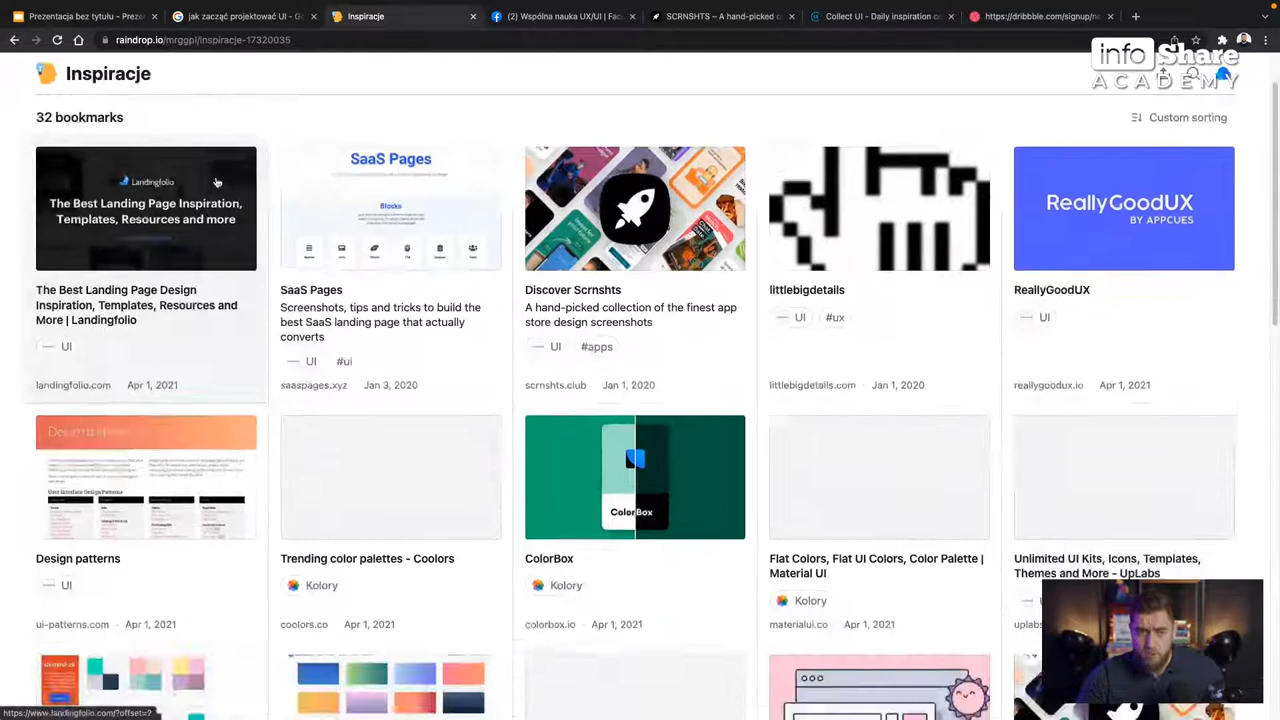 Prezentacja bez tytułu -
jak zacząć projektować UI - Go
Inspiracje
(2) Wspólna nauka UX/UI | Fac
SCRNSHTS – A hand-picked c
Collect UI - Daily inspiration c
https://dribbble.com/signup/ne
raindrop.io/mrggpl/inspiracje-17320035
info Share
ACADEMY
Inspiracje
32 bookmarks
Custom sorting
Landingfolio
The Best Landing Page Inspiration,
Templates, Resources and more
SaaS Pages
Blocks
ReallyGoodUX
BY APPCUES
The Best Landing Page Design
Inspiration, Templates, Resources and
More | Landingfolio
UI
landingfolio.com · Apr 1, 2021
SaaS Pages
Screenshots, tips and tricks to build the
best SaaS landing page that actually
converts
UI #ui
saaspages.xyz Jan 3, 2020
Discover Scrnshts
A hand-picked collection of the finest app
store design screenshots
UI #apps
scrnshts.club Jan 1, 2020
littlebigdetails
UI #ux
littlebigdetails.com · Jan 1, 2020
ReallyGoodUX
UI
reallygoodux.io Apr 1, 2021
User Interface Design Patterns
ColorBox
Design patterns
UI
ui-patterns.com · Apr 1, 2021
Trending color palettes - Coolors
Kolory
coolors.co Apr 1, 2021
ColorBox
Kolory
colorbox.io · Apr 1, 2021
Flat Colors, Flat UI Colors, Color Palette |
Material UI
Kolory
materialui.co · Apr 1, 2021
Unlimited UI Kits, Icons, Templates,
Themes and More - UpLabs
uplabs
https://www.landingfolio.com/?offset=2